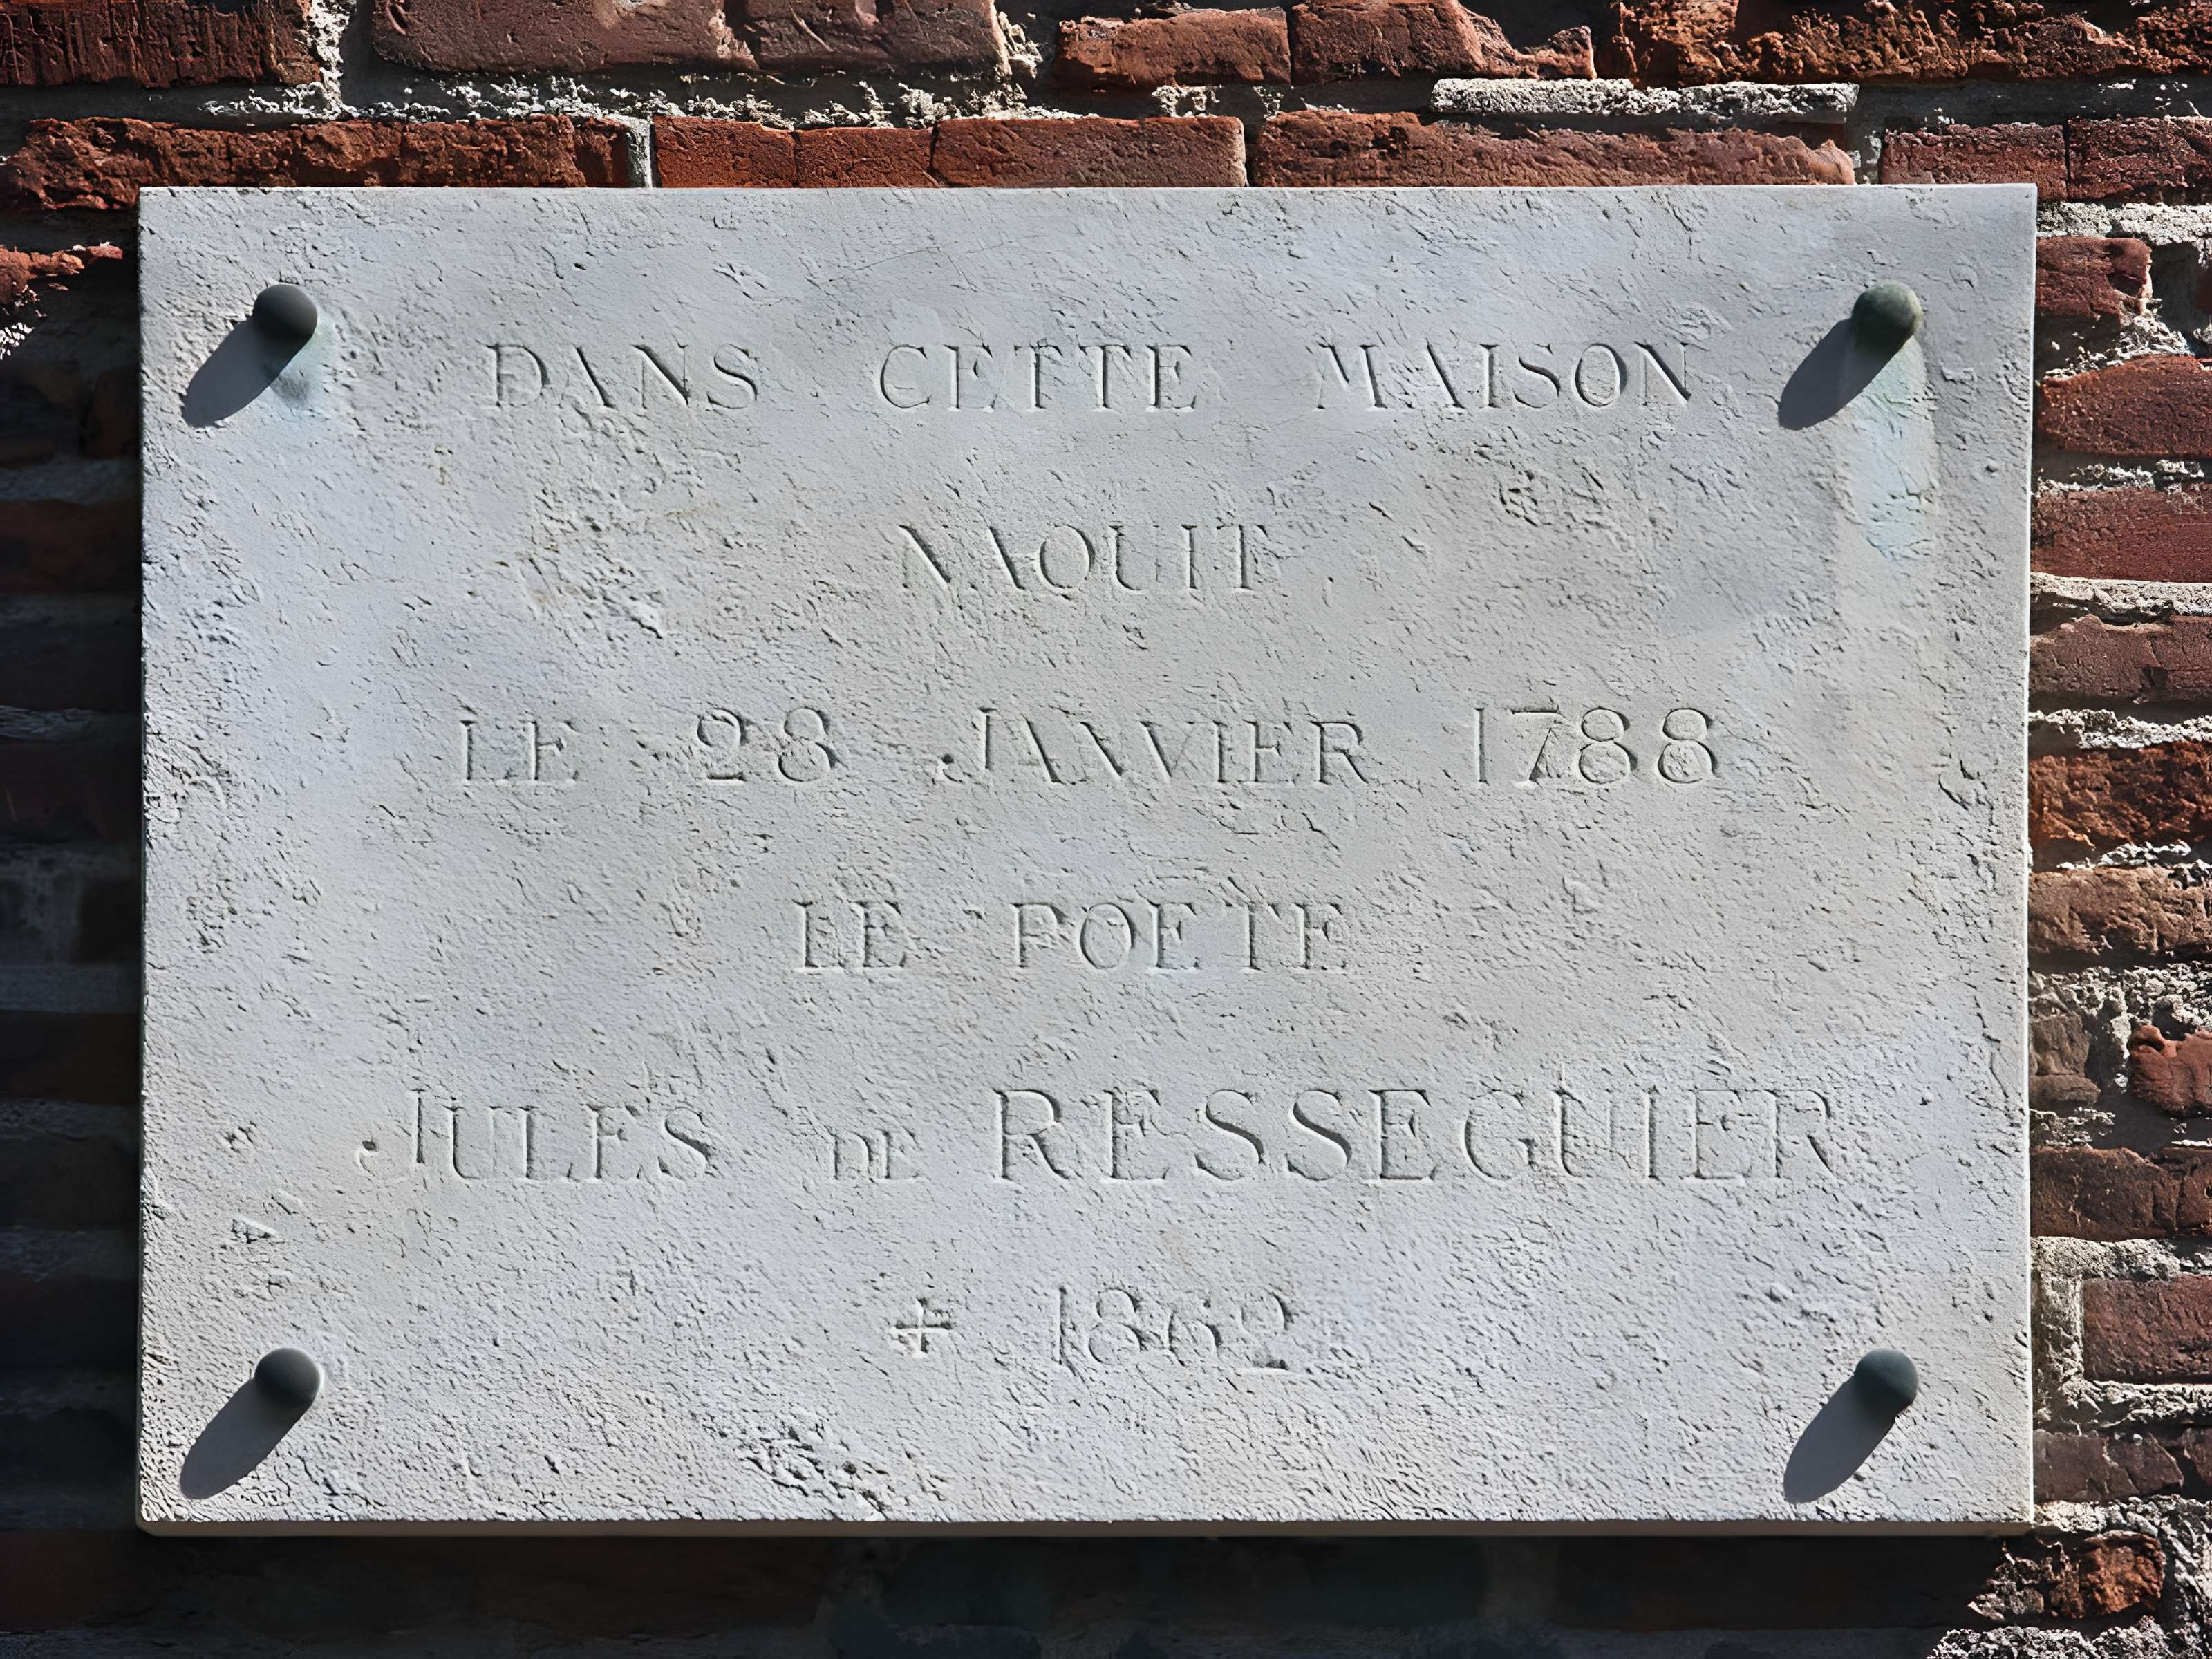 DANS CETTE MAISON
NAQUIT
LE 28 JANVIER 1788
LE POETE
JULES DE RESSEGUIER
+ 1862